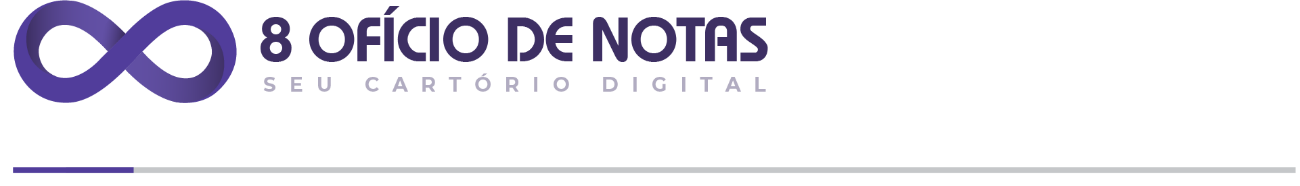 8 OFÍCIO DE NOTAS
SEU CARTÓRIO DIGITAL